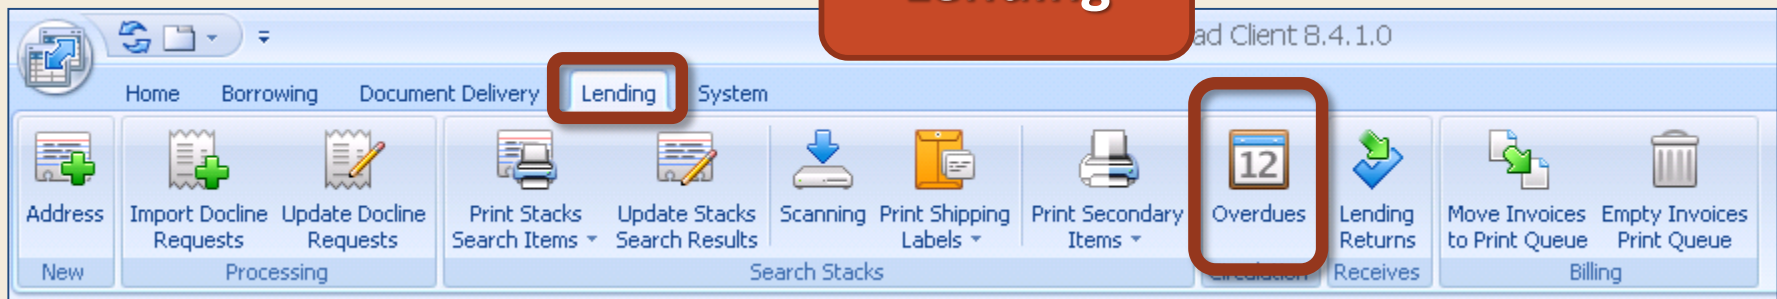 Lending
ad Client 8.4.1.0
Home Borrowing Document Delivery Lending System
12
Address
Import Docline
Requests
Update Docline
Requests
Print Stacks
Search Items
Update Stacks
Search Results
Scanning
Print Shipping
Labels
Print Secondary
Items
Overdues
Lending
Returns
Move Invoices
to Print Queue
Empty Invoices
Print Queue
New
Processing
Search Stacks
Circulation
Receives
Billing